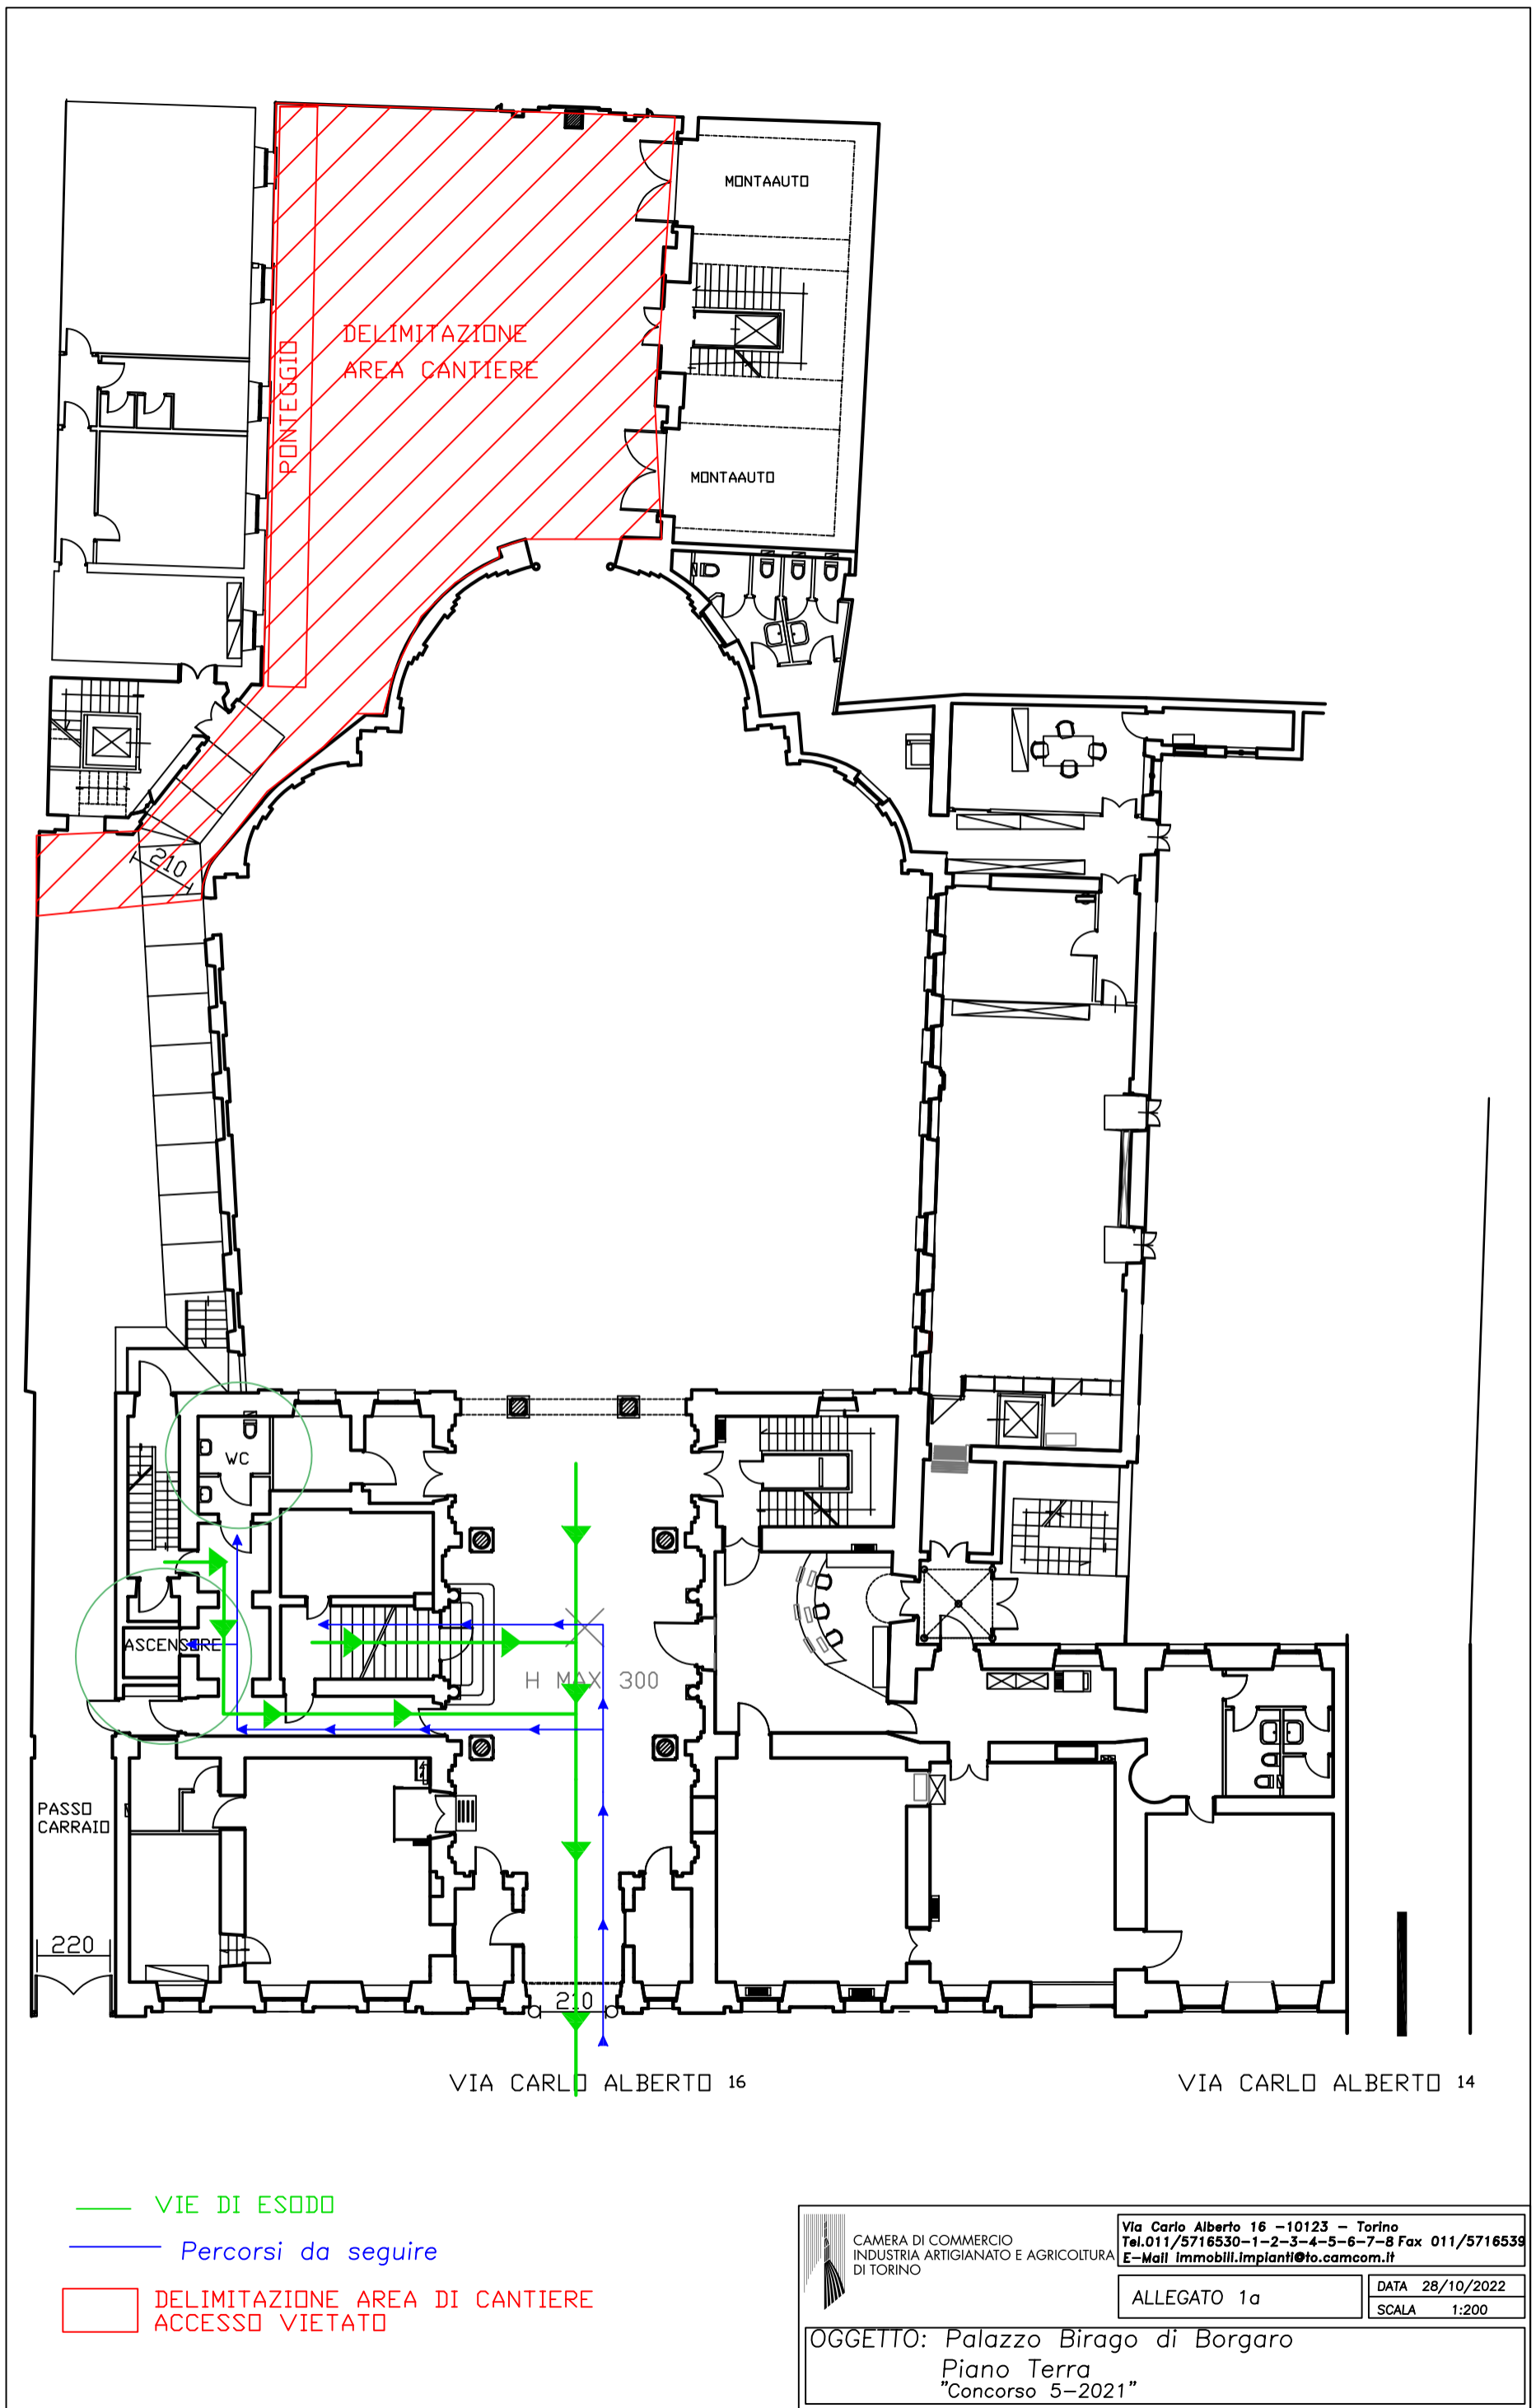 MONTAAUTO
DELIMITAZIONE
AREA CANTIERE
PONTEGGIO
MONTAAUTO
210
WC
ASCENSORE
H MAX 300
PASSO
CARRAIO
220
210
VIA CARLO ALBERTO 16
VIA CARLO ALBERTO 14
VIE DI ESODO
Percorsi da seguire
DELIMITAZIONE AREA DI CANTIERE
ACCESSO VIETATO
CAMERA DI COMMERCIO
INDUSTRIA ARTIGIANATO E AGRICOLTURA
DI TORINO
Via Carlo Alberto 16 -10123 - Torino
Tel.011/5716530-1-2-3-4-5-6-7-8 Fax 011/5716539
E-Mail immobili.impianti@to.camcom.it
ALLEGATO 1a
DATA 28/10/2022
SCALA 1:200
OGGETTO: Palazzo Birago di Borgaro
Piano Terra
"Concorso 5-2021"